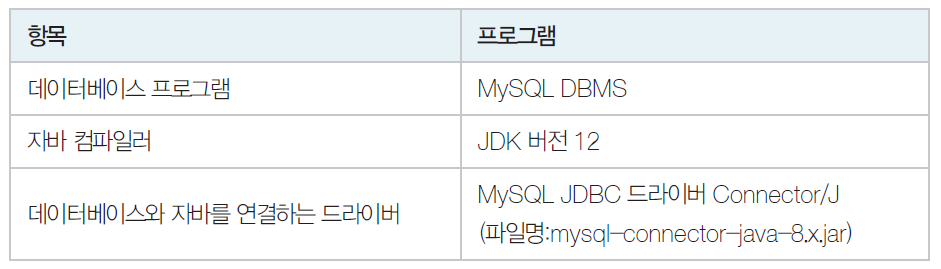 항목 프로그램
데이터베이스 프로그램 MySQL DBMS
자바 컴파일러 JDK 버전 12
데이터베이스와 자바를 연결하는 드라이버 MySQL JDBC 드라이버 Connector/J
(파일명:mysql-connector-java-8.x.jar)